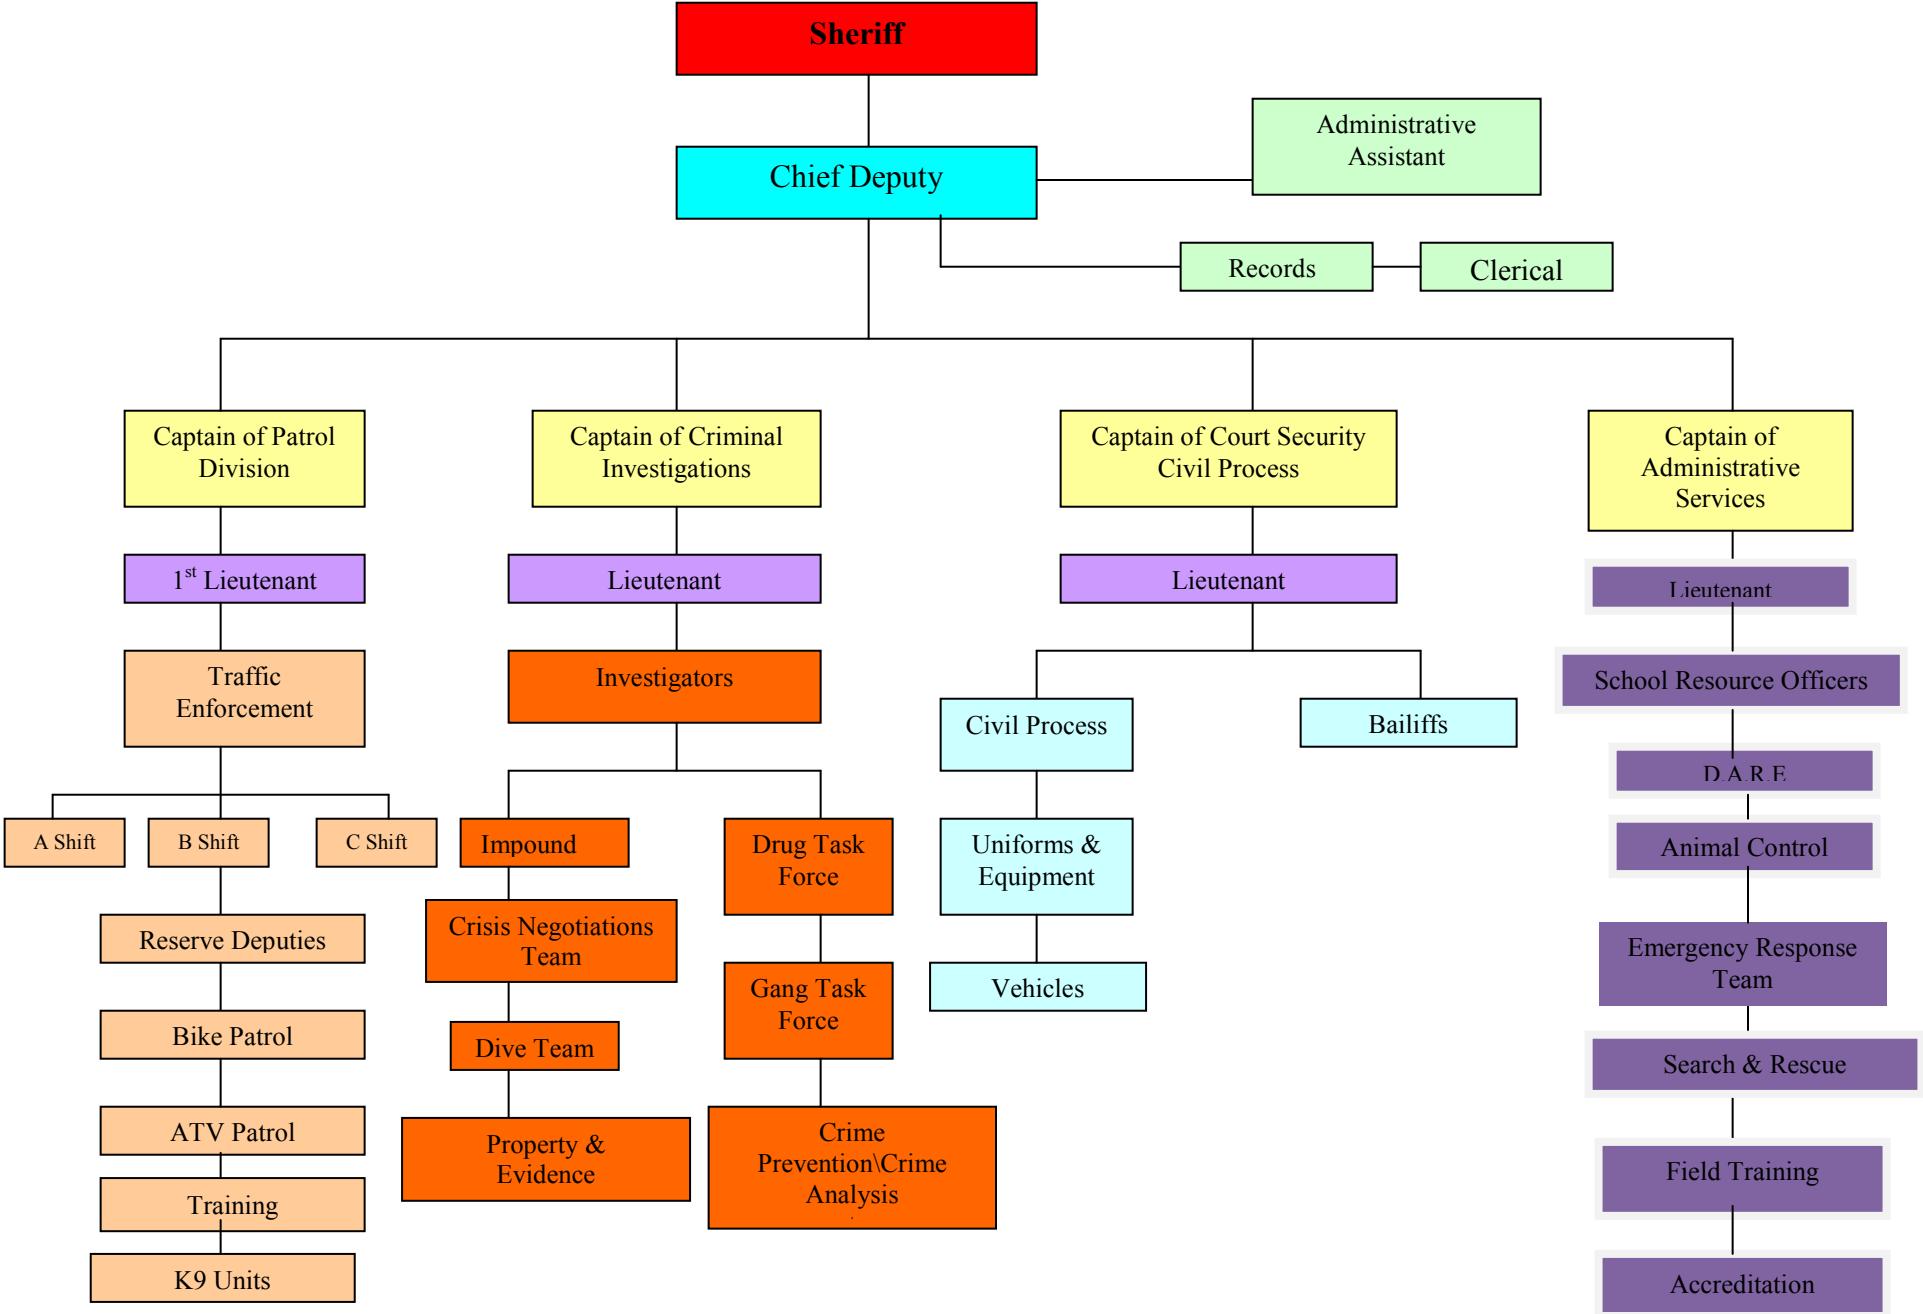 Sheriff
Administrative
Assistant
Chief Deputy
Records
Clerical
Captain of Patrol
Division
Captain of Criminal
Investigations
Captain of Court Security
Civil Process
Captain of
Administrative
Services
1st Lieutenant
Lieutenant
Lieutenant
Lieutenant
Traffic
Enforcement
Investigators
School Resource Officers
Civil Process
Bailiffs
D.A.R.E
A Shift
B Shift
C Shift
Impound
Drug Task
Force
Uniforms &
Equipment
Animal Control
Reserve Deputies
Crisis Negotiations
Team
Emergency Response
Team
Gang Task
Force
Vehicles
Bike Patrol
Dive Team
Search & Rescue
ATV Patrol
Property &
Evidence
Crime
Prevention\Crime
Analysis
Field Training
Training
K9 Units
Accreditation